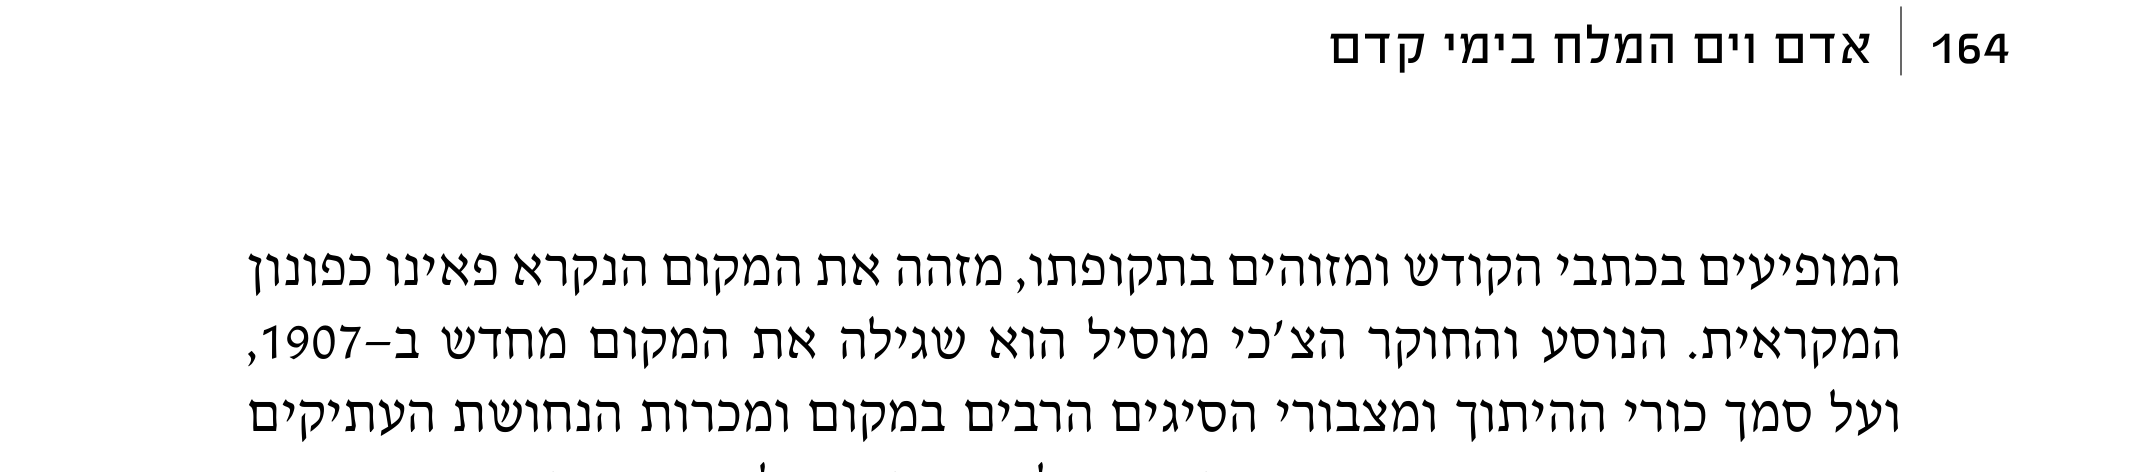 164 | אדם וים המלח בימי קדם
המופיעים בכתבי הקודש ומזוהים בתקופתו, מזהה את המקום הנקרא פאינו כפונון
המקראית. הנוסע והחוקר הצ'כי מוסיל הוא שגילה את המקום מחדש ב–1907,
ועל סמך כורי ההיתוך ומצבורי הסיגים הרבים במקום ומכרות הנחושת העתיקים